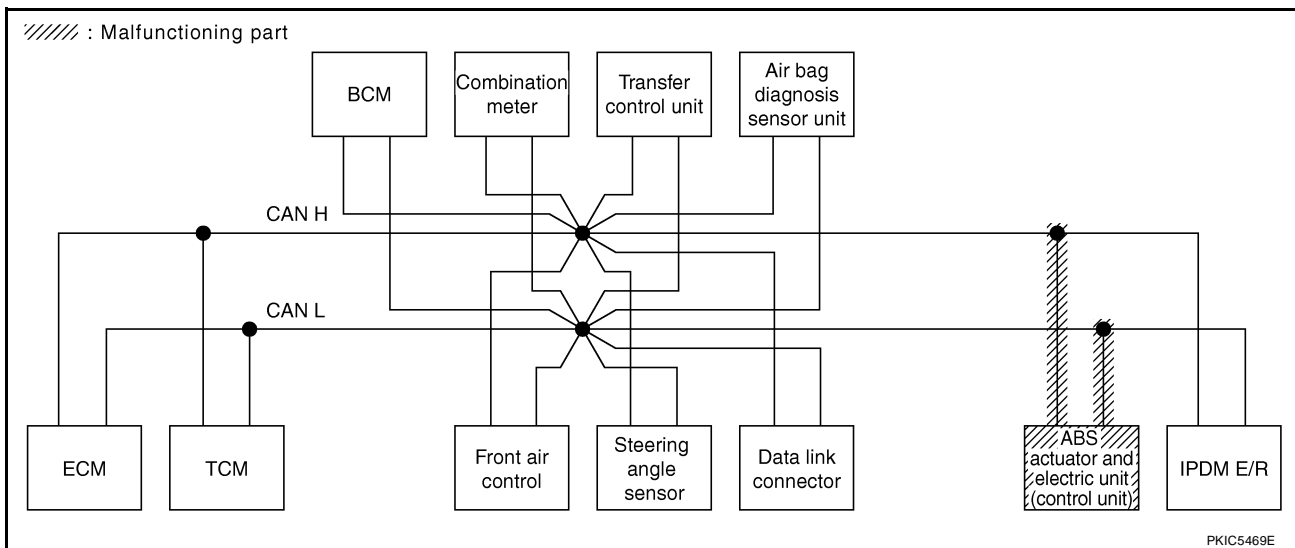 : Malfunctioning part
BCM
Combination
meter
Transfer
control unit
Air bag
diagnosis
sensor unit
CAN H
CAN L
ECM
TCM
Front air
control
Steering
angle
sensor
Data link
connector
ABS
actuator and
electric unit
(control unit)
IPDM E/R
PKIC5469E